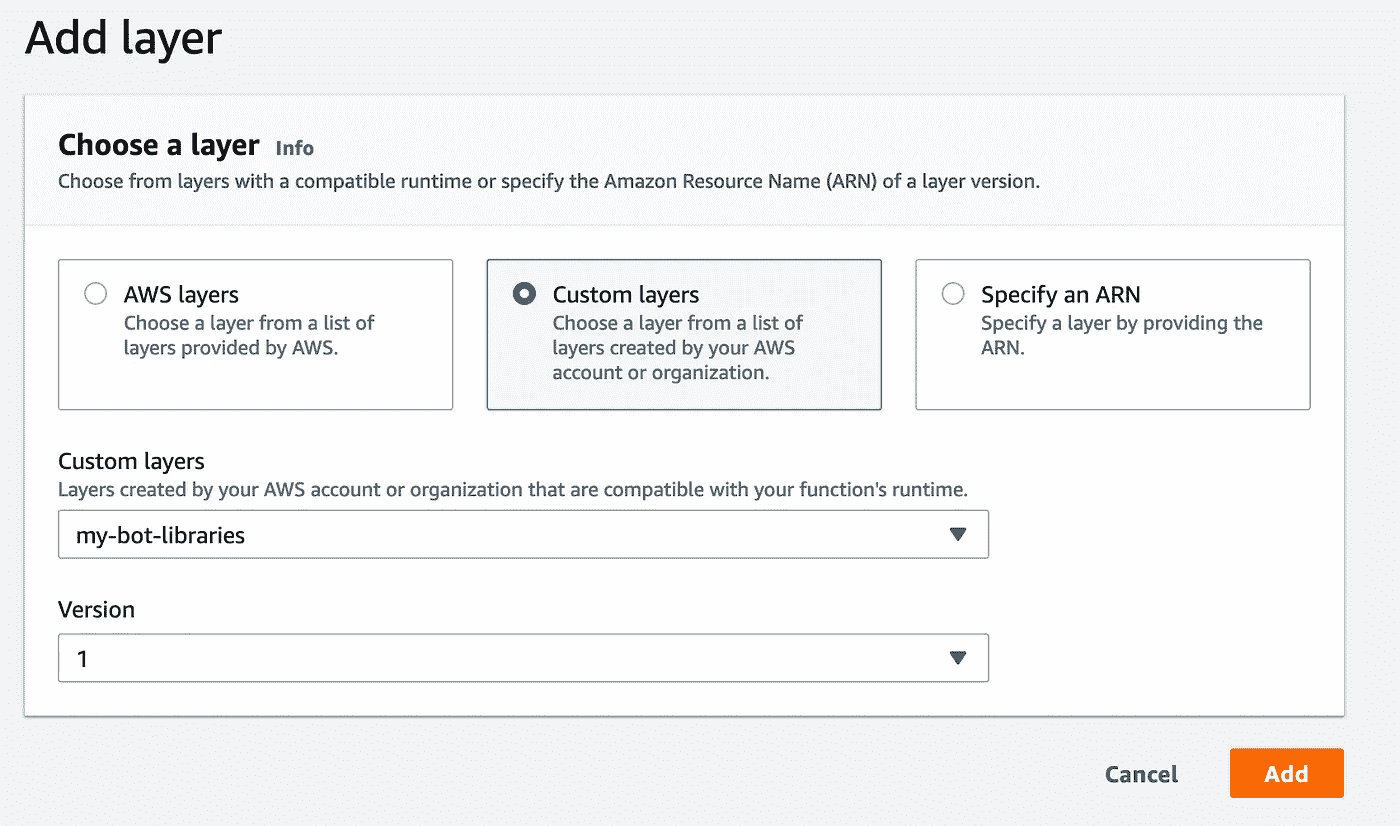 Add layer
Choose a layer Info
Choose from layers with a compatible runtime or specify the Amazon Resource Name (ARN) of a layer version.
AWS layers
Choose a layer from a list of
layers provided by AWS.
Custom layers
Choose a layer from a list of
layers created by your AWS
account or organization.
Specify an ARN
Specify a layer by providing the
ARN.
Custom layers
Layers created by your AWS account or organization that are compatible with your function's runtime.
my-bot-libraries
Version
1
Cancel
Add